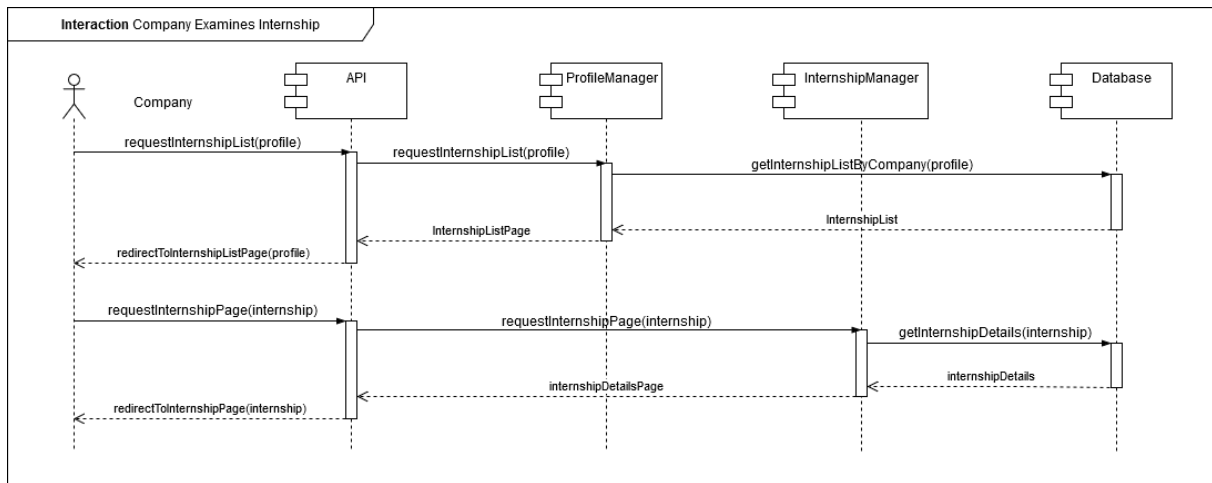 Interaction Company Examines Internship
Company
API
ProfileManager
InternshipManager
Database
requestInternshipList(profile)
requestInternshipList(profile)
getInternshipListByCompany(profile)
InternshipList
InternshipListPage
redirectToInternshipListPage(profile)
requestInternshipPage(internship)
requestInternshipPage(internship)
getInternshipDetails(internship)
internshipDetails
internshipDetailsPage
redirectToInternshipPage(internship)